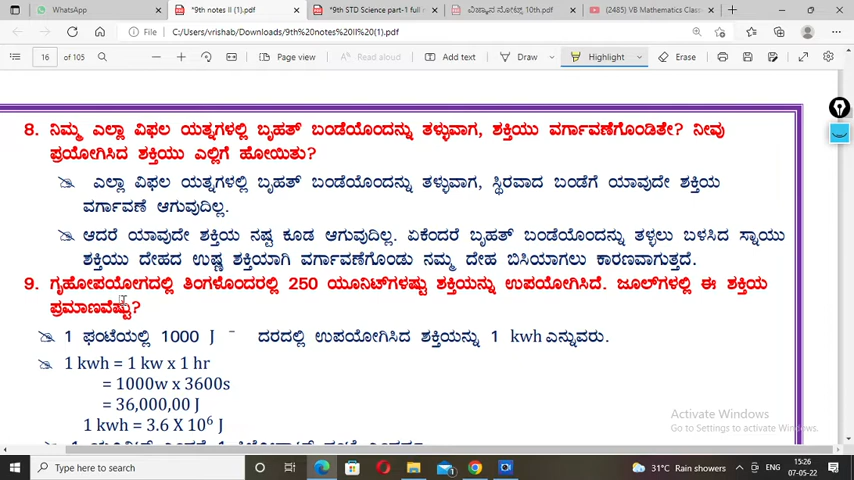 WhatsApp
*9th notes II (1).pdf
*9th STD Science part-1 full n
ವಿಜ್ಞಾನ ನೋಟ್ಸ್ 10th.pdf
(2485) VB Mathematics Class
File C:/Users/vrishab/Downloads/9th%20notes%20II%20(1).pdf
16 of 105 Page view Read aloud Add text Draw Highlight Erase
8. ನಿಮ್ಮ ಎಲ್ಲಾ ವಿಫಲ ಯತ್ನಗಳಲ್ಲಿ ಬೃಹತ್ ಬಂಡೆಯೊಂದನ್ನು ತಳ್ಳುವಾಗ, ಶಕ್ತಿಯು ವರ್ಗಾವಣೆಗೊಂಡಿತೇ? ನೀವು
ಪ್ರಯೋಗಿಸಿದ ಶಕ್ತಿಯು ಎಲ್ಲಿಗೆ ಹೋಯಿತು?
ಎಲ್ಲಾ ವಿಫಲ ಯತ್ನಗಳಲ್ಲಿ ಬೃಹತ್ ಬಂಡೆಯೊಂದನ್ನು ತಳ್ಳುವಾಗ, ಸ್ಥಿರವಾದ ಬಂಡೆಗೆ ಯಾವುದೇ ಶಕ್ತಿಯ
ವರ್ಗಾವಣೆ ಆಗುವುದಿಲ್ಲ.
ಆದರೆ ಯಾವುದೇ ಶಕ್ತಿಯ ನಷ್ಟ ಕೂಡ ಆಗುವುದಿಲ್ಲ. ಏಕೆಂದರೆ ಬೃಹತ್ ಬಂಡೆಯೊಂದನ್ನು ತಳ್ಳಲು ಬಳಸಿದ ಸ್ನಾಯು
ಶಕ್ತಿಯು ದೇಹದ ಉಷ್ಣ ಶಕ್ತಿಯಾಗಿ ವರ್ಗಾವಣೆಗೊಂಡು ನಮ್ಮ ದೇಹ ಬಿಸಿಯಾಗಲು ಕಾರಣವಾಗುತ್ತದೆ.
9. ಗೃಹೋಪಯೋಗದಲ್ಲಿ ತಿಂಗಳೊಂದರಲ್ಲಿ 250 ಯೂನಿಟ್‌ಗಳಷ್ಟು ಶಕ್ತಿಯನ್ನು ಉಪಯೋಗಿಸಿದೆ. ಜೂಲ್‌ಗಳಲ್ಲಿ ಈ ಶಕ್ತಿಯ
ಪ್ರಮಾಣವೆಷ್ಟು?
1 ಘಂಟೆಯಲ್ಲಿ 1000 J ದರದಲ್ಲಿ ಉಪಯೋಗಿಸಿದ ಶಕ್ತಿಯನ್ನು 1 kwh ಎನ್ನುವರು.
1 kwh = 1 kw x 1 hr
= 1000w x 3600s
= 36,000,00 J
1 kwh = 3.6 X 10⁶ J
Activate Windows
Go to Settings to activate Windows.
Type here to search
31°C Rain showers
ENG
15:26
07-05-22